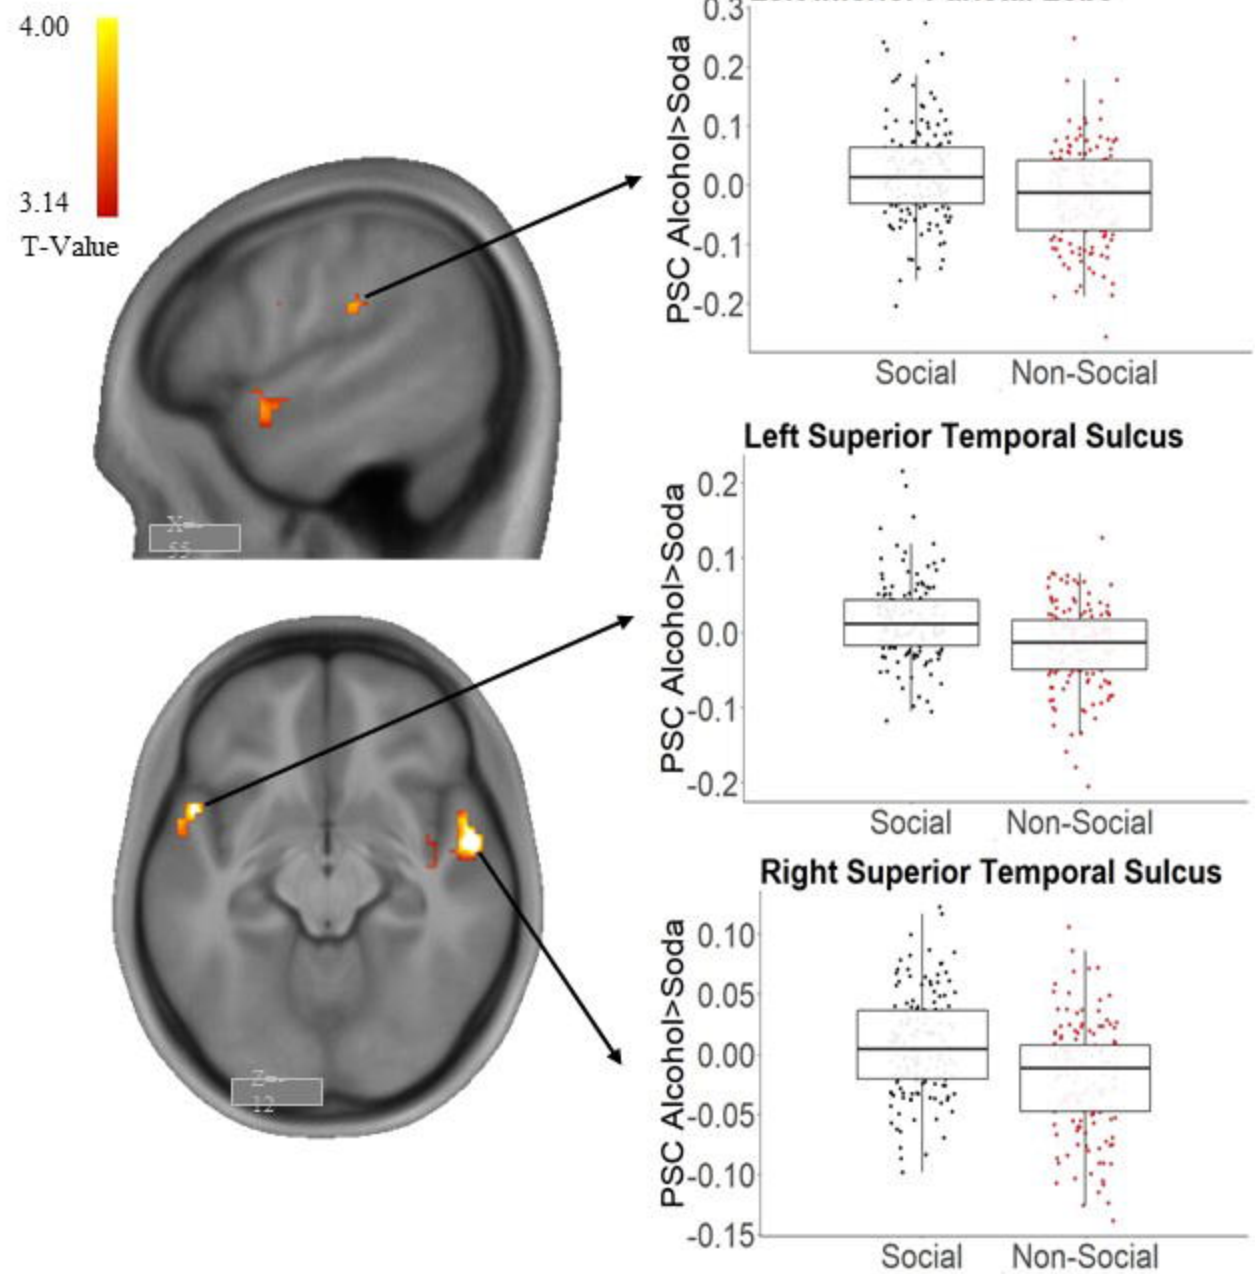 4.00
3.14
T-Value
X=-
55
Z=-
12
0.3
0.2
0.1
0.0
-0.1
-0.2
PSC Alcohol>Soda
Social Non-Social
Left Superior Temporal Sulcus
0.2
0.1
0.0
-0.1
-0.2
PSC Alcohol>Soda
Social Non-Social
Right Superior Temporal Sulcus
0.10
0.05
0.00
-0.05
-0.10
-0.15
PSC Alcohol>Soda
Social Non-Social